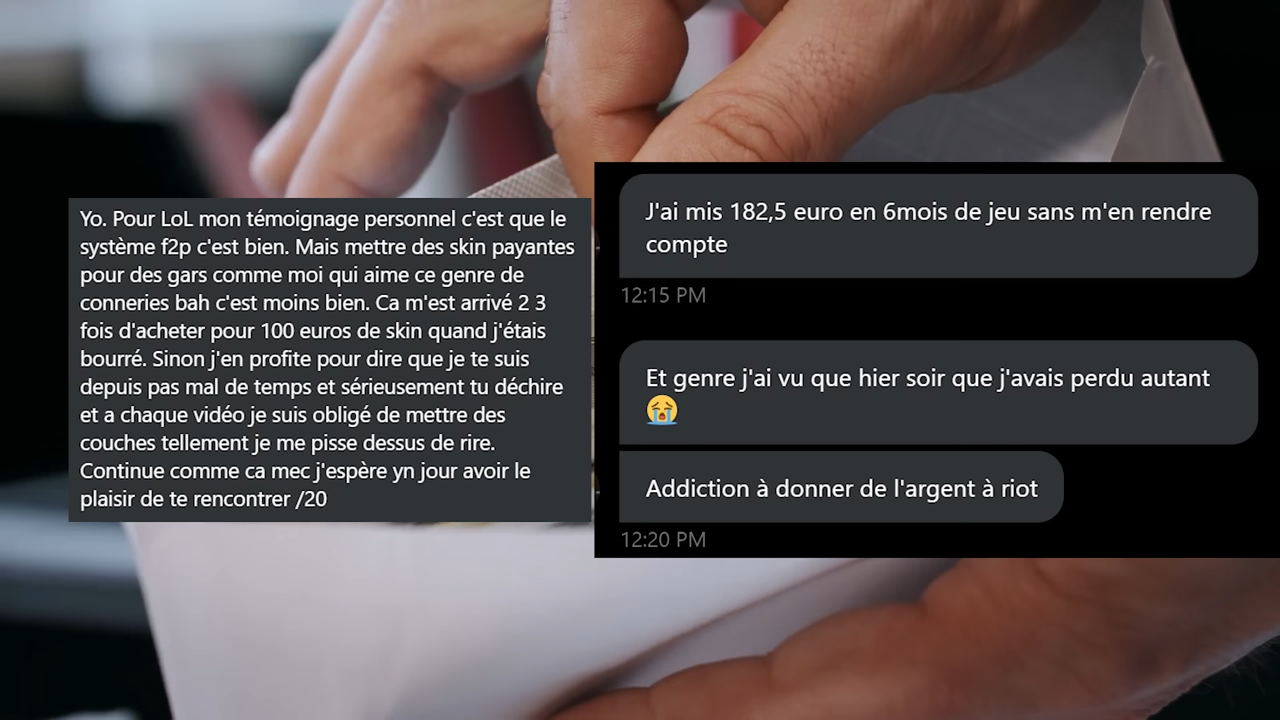 Yo. Pour LoL mon témoignage personnel c'est que le
système f2p c'est bien. Mais mettre des skin payantes
pour des gars comme moi qui aime ce genre de
conneries bah c'est moins bien. Ca m'est arrivé 2 3
fois d'acheter pour 100 euros de skin quand j'étais
bourré. Sinon j'en profite pour dire que je te suis
depuis pas mal de temps et sérieusement tu déchire
et a chaque vidéo je suis obligé de mettre des
couches tellement je me pisse dessus de rire.
Continue comme ca mec j'espère yn jour avoir le
plaisir de te rencontrer /20
J'ai mis 182,5 euro en 6mois de jeu sans m'en rendre
compte
12:15 PM
Et genre j'ai vu que hier soir que j'avais perdu autant
😭
Addiction à donner de l'argent à riot
12:20 PM